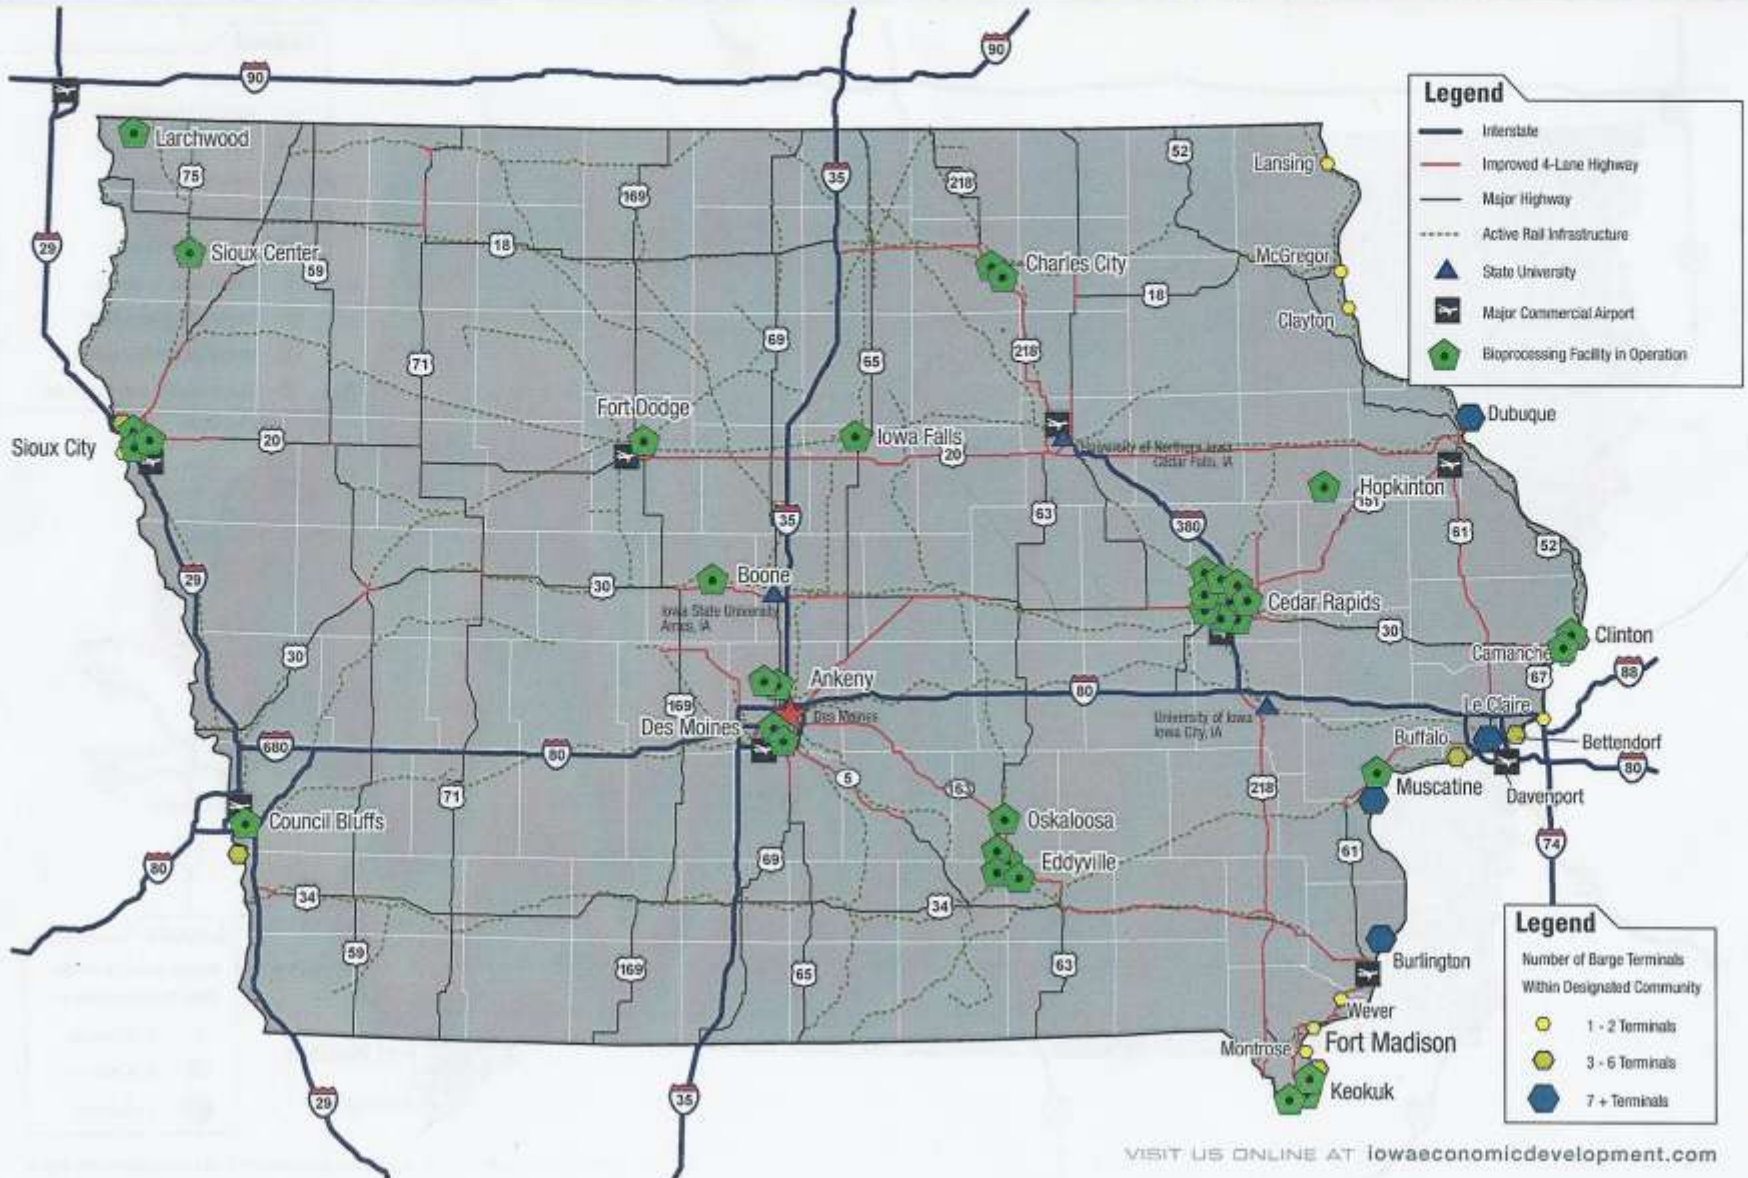 90
90
Legend
Interstate
Improved 4-Lane Highway
Major Highway
Active Rail Infrastructure
State University
Major Commercial Airport
Bioprocessing Facility in Operation
Larchwood
75
35
52
Lansing
169
218
29
18
Sioux Center
59
Charles City
McGregor
18
Clayton
69
218
71
65
Fort Dodge
Dubuque
Sioux City
20
Iowa Falls
20
University of Northern Iowa
Cedar Falls, IA
Hopkinton
151
35
63
380
61
52
29
Boone
30
Iowa State University
Ames, IA
Cedar Rapids
30
Clinton
Camanche
30
88
67
Ankeny
80
169
Le Claire
Des Moines
Des Moines
University of Iowa
Iowa City, IA
Buffalo
Bettendorf
680
80
80
5
163
218
Muscatine
Davenport
71
Council Bluffs
Oskaloosa
74
80
69
Eddyville
61
34
34
Legend
Number of Barge Terminals
Within Designated Community
1 - 2 Terminals
3 - 6 Terminals
7 + Terminals
59
169
65
63
Burlington
Wever
Montrose
Fort Madison
Keokuk
29
35
VISIT US ONLINE AT iowaeconomicdevelopment.com